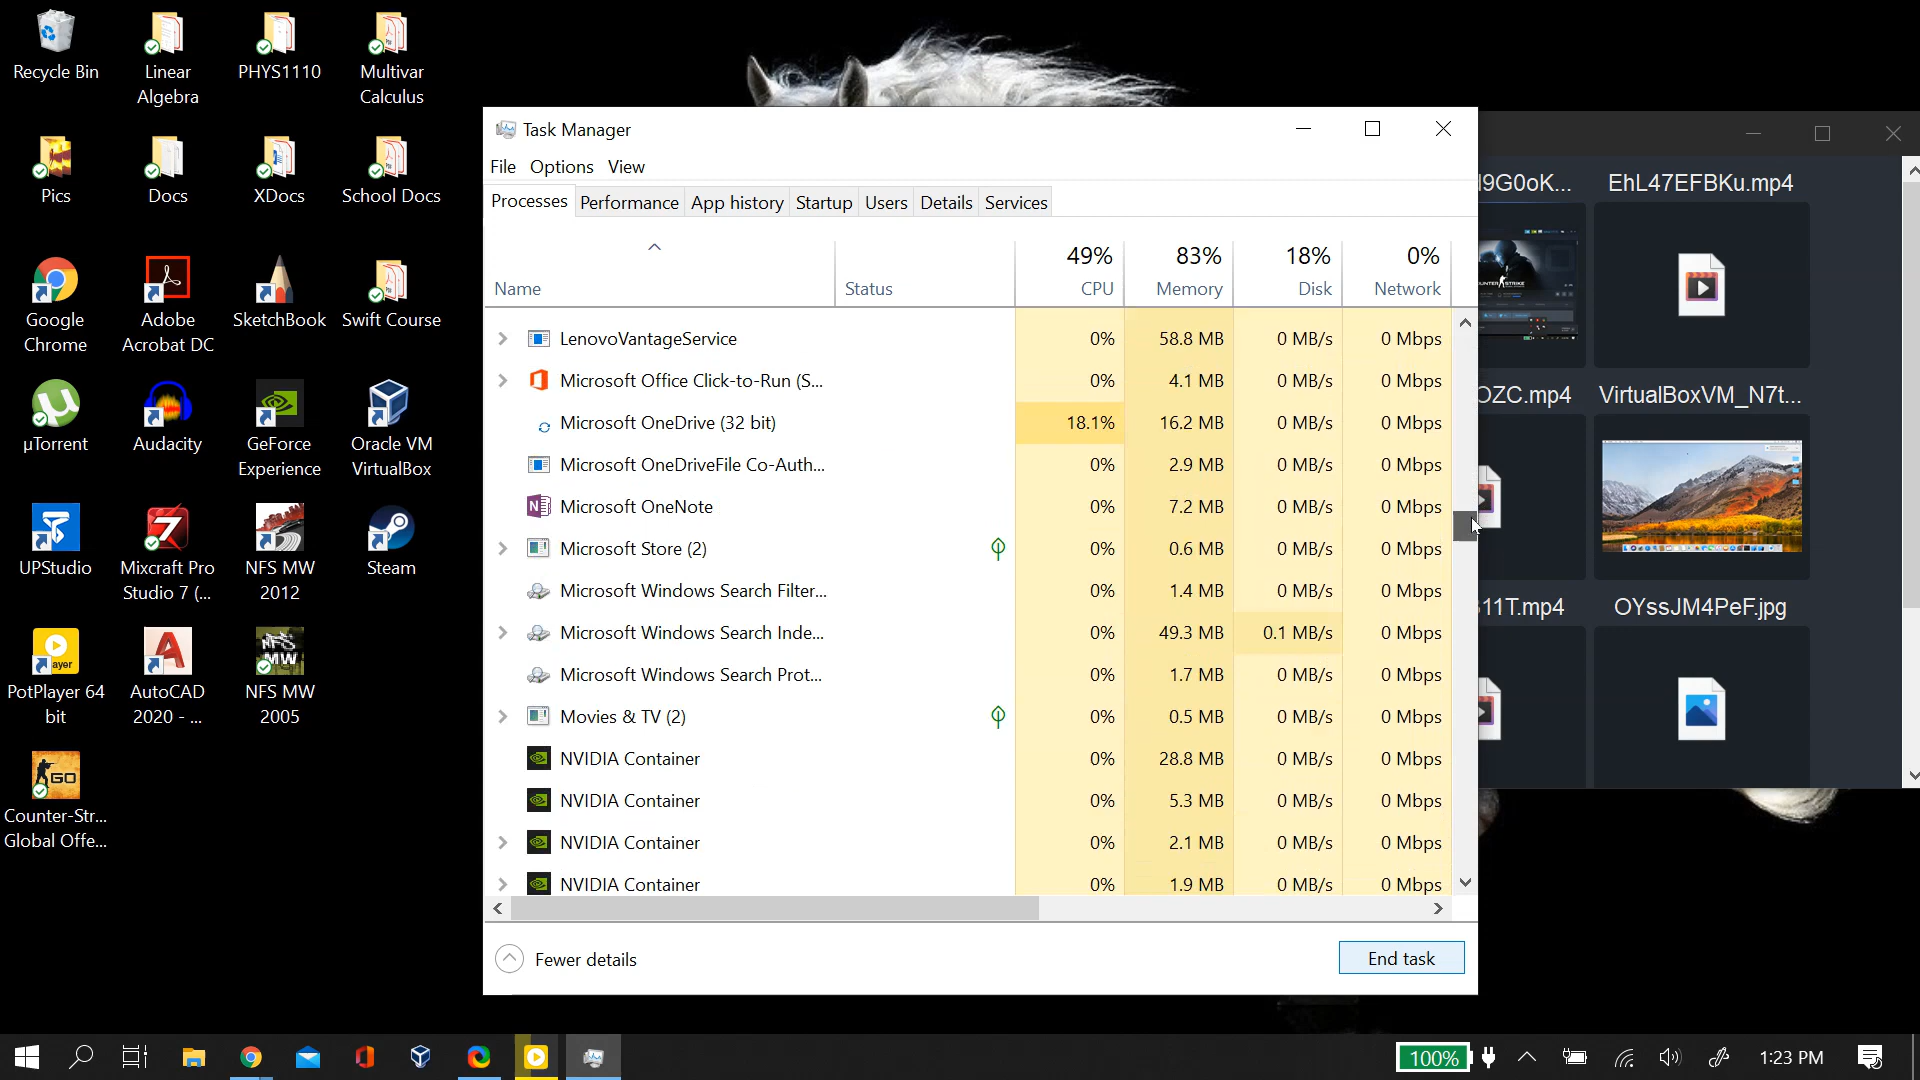 Recycle Bin
Linear
Algebra
PHYS1110
Multivar
Calculus
Pics
Docs
XDocs
School Docs
Google
Chrome
Adobe
Acrobat DC
SketchBook
Swift Course
µTorrent
Audacity
GeForce
Experience
Oracle VM
VirtualBox
UPStudio
Mixcraft Pro
Studio 7 (...
NFS MW
2012
Steam
PotPlayer 64
bit
AutoCAD
2020 - ...
NFS MW
2005
Counter-Str...
Global Offe...
Task Manager
File Options View
Processes Performance App history Startup Users Details Services
49% 83% 18% 0%
Name Status CPU Memory Disk Network
LenovoVantageService 0% 58.8 MB 0 MB/s 0 Mbps
Microsoft Office Click-to-Run (S... 0% 4.1 MB 0 MB/s 0 Mbps
Microsoft OneDrive (32 bit) 18.1% 16.2 MB 0 MB/s 0 Mbps
Microsoft OneDriveFile Co-Auth... 0% 2.9 MB 0 MB/s 0 Mbps
Microsoft OneNote 0% 7.2 MB 0 MB/s 0 Mbps
Microsoft Store (2) 0% 0.6 MB 0 MB/s 0 Mbps
Microsoft Windows Search Filter... 0% 1.4 MB 0 MB/s 0 Mbps
Microsoft Windows Search Inde... 0% 49.3 MB 0.1 MB/s 0 Mbps
Microsoft Windows Search Prot... 0% 1.7 MB 0 MB/s 0 Mbps
Movies & TV (2) 0% 0.5 MB 0 MB/s 0 Mbps
NVIDIA Container 0% 28.8 MB 0 MB/s 0 Mbps
NVIDIA Container 0% 5.3 MB 0 MB/s 0 Mbps
NVIDIA Container 0% 2.1 MB 0 MB/s 0 Mbps
NVIDIA Container 0% 1.9 MB 0 MB/s 0 Mbps
Fewer details
End task
EhL47EFBKu.mp4
OZC.mp4
VirtualBoxVM_N7t...
11T.mp4
OYssJM4PeF.jpg
100%
1:23 PM